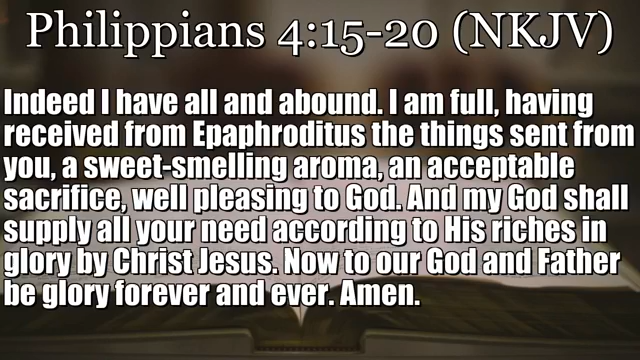 Philippians 4:15-20 (NKJV)
Indeed I have all and abound. I am full, having
received from Epaphroditus the things sent from
you, a sweet-smelling aroma, an acceptable
sacrifice, well pleasing to God. And my God shall
supply all your need according to His riches in
glory by Christ Jesus. Now to our God and Father
be glory forever and ever. Amen.